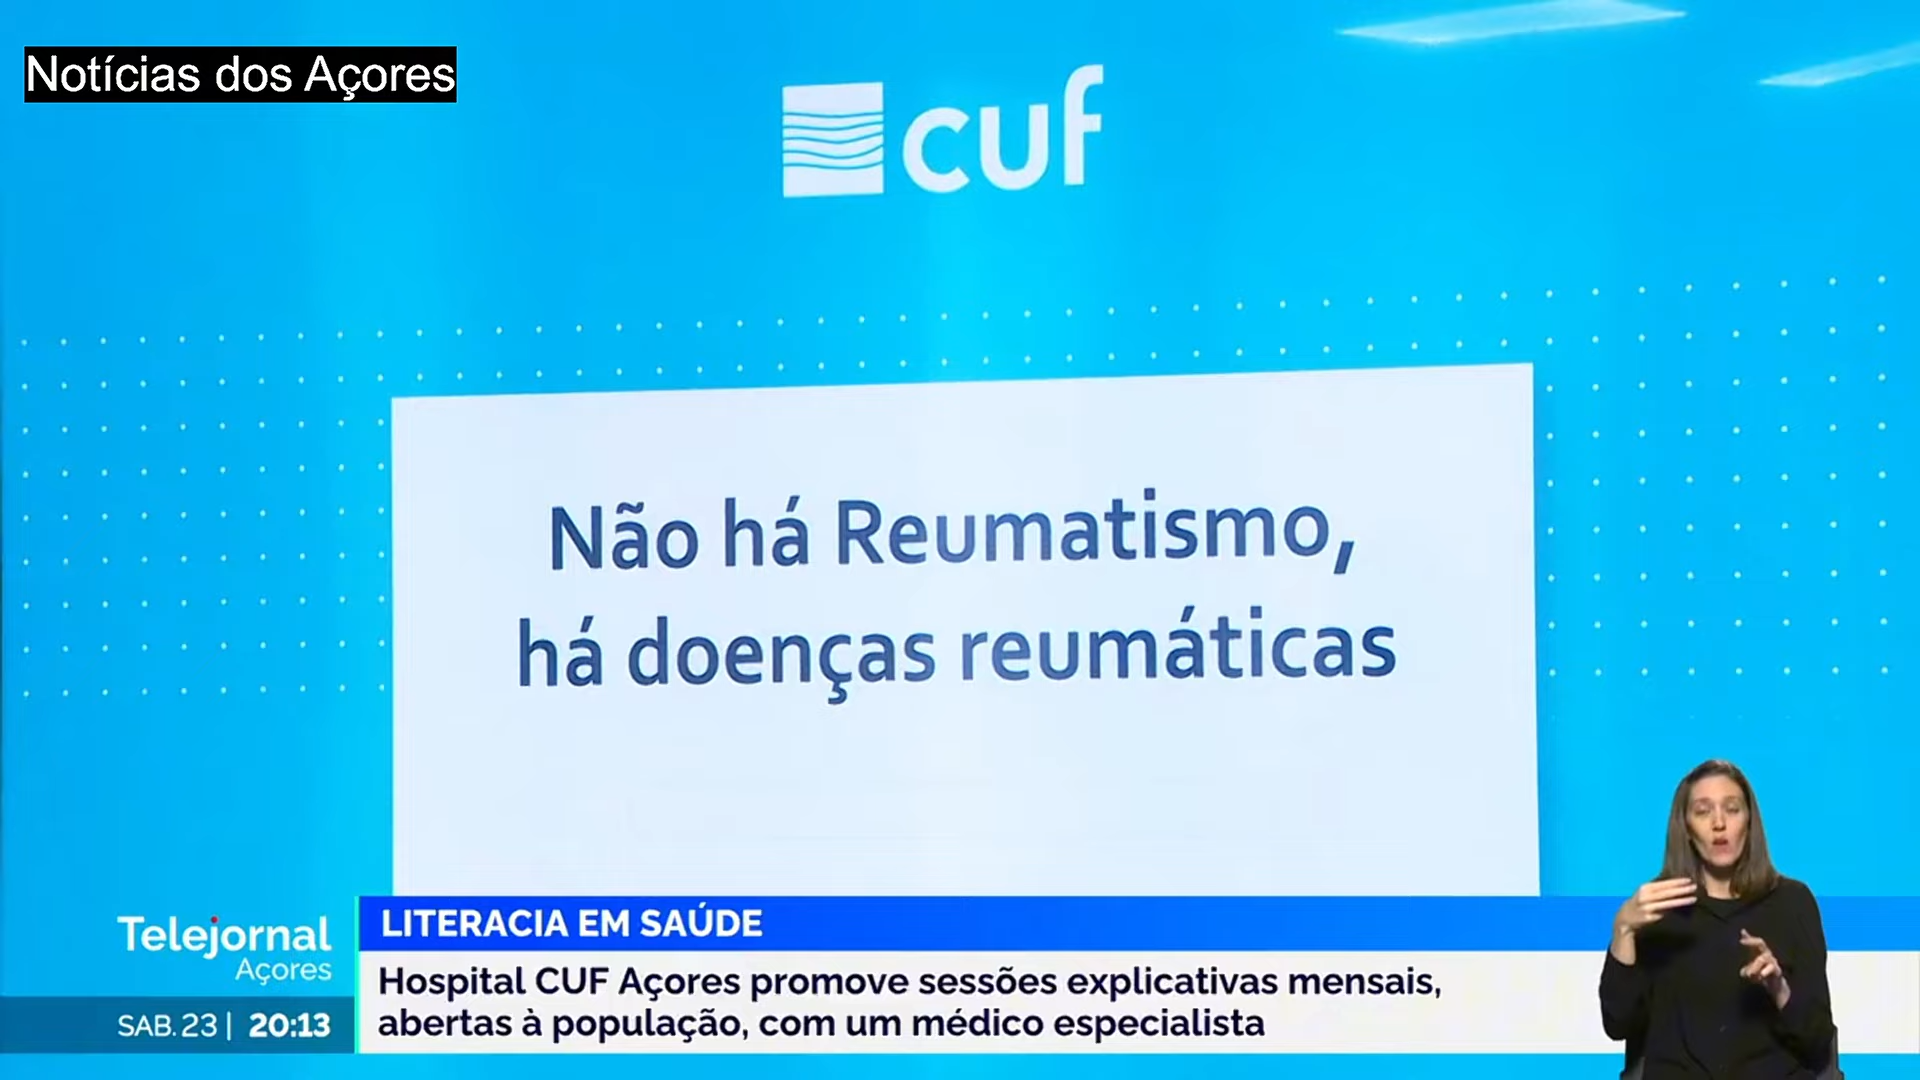 Notícias dos Açores
cuf
Não há Reumatismo,
há doenças reumáticas
Telejornal
Açores
SAB. 23 | 20:13
LITERACIA EM SAÚDE
Hospital CUF Açores promove sessões explicativas mensais,
abertas à população, com um médico especialista